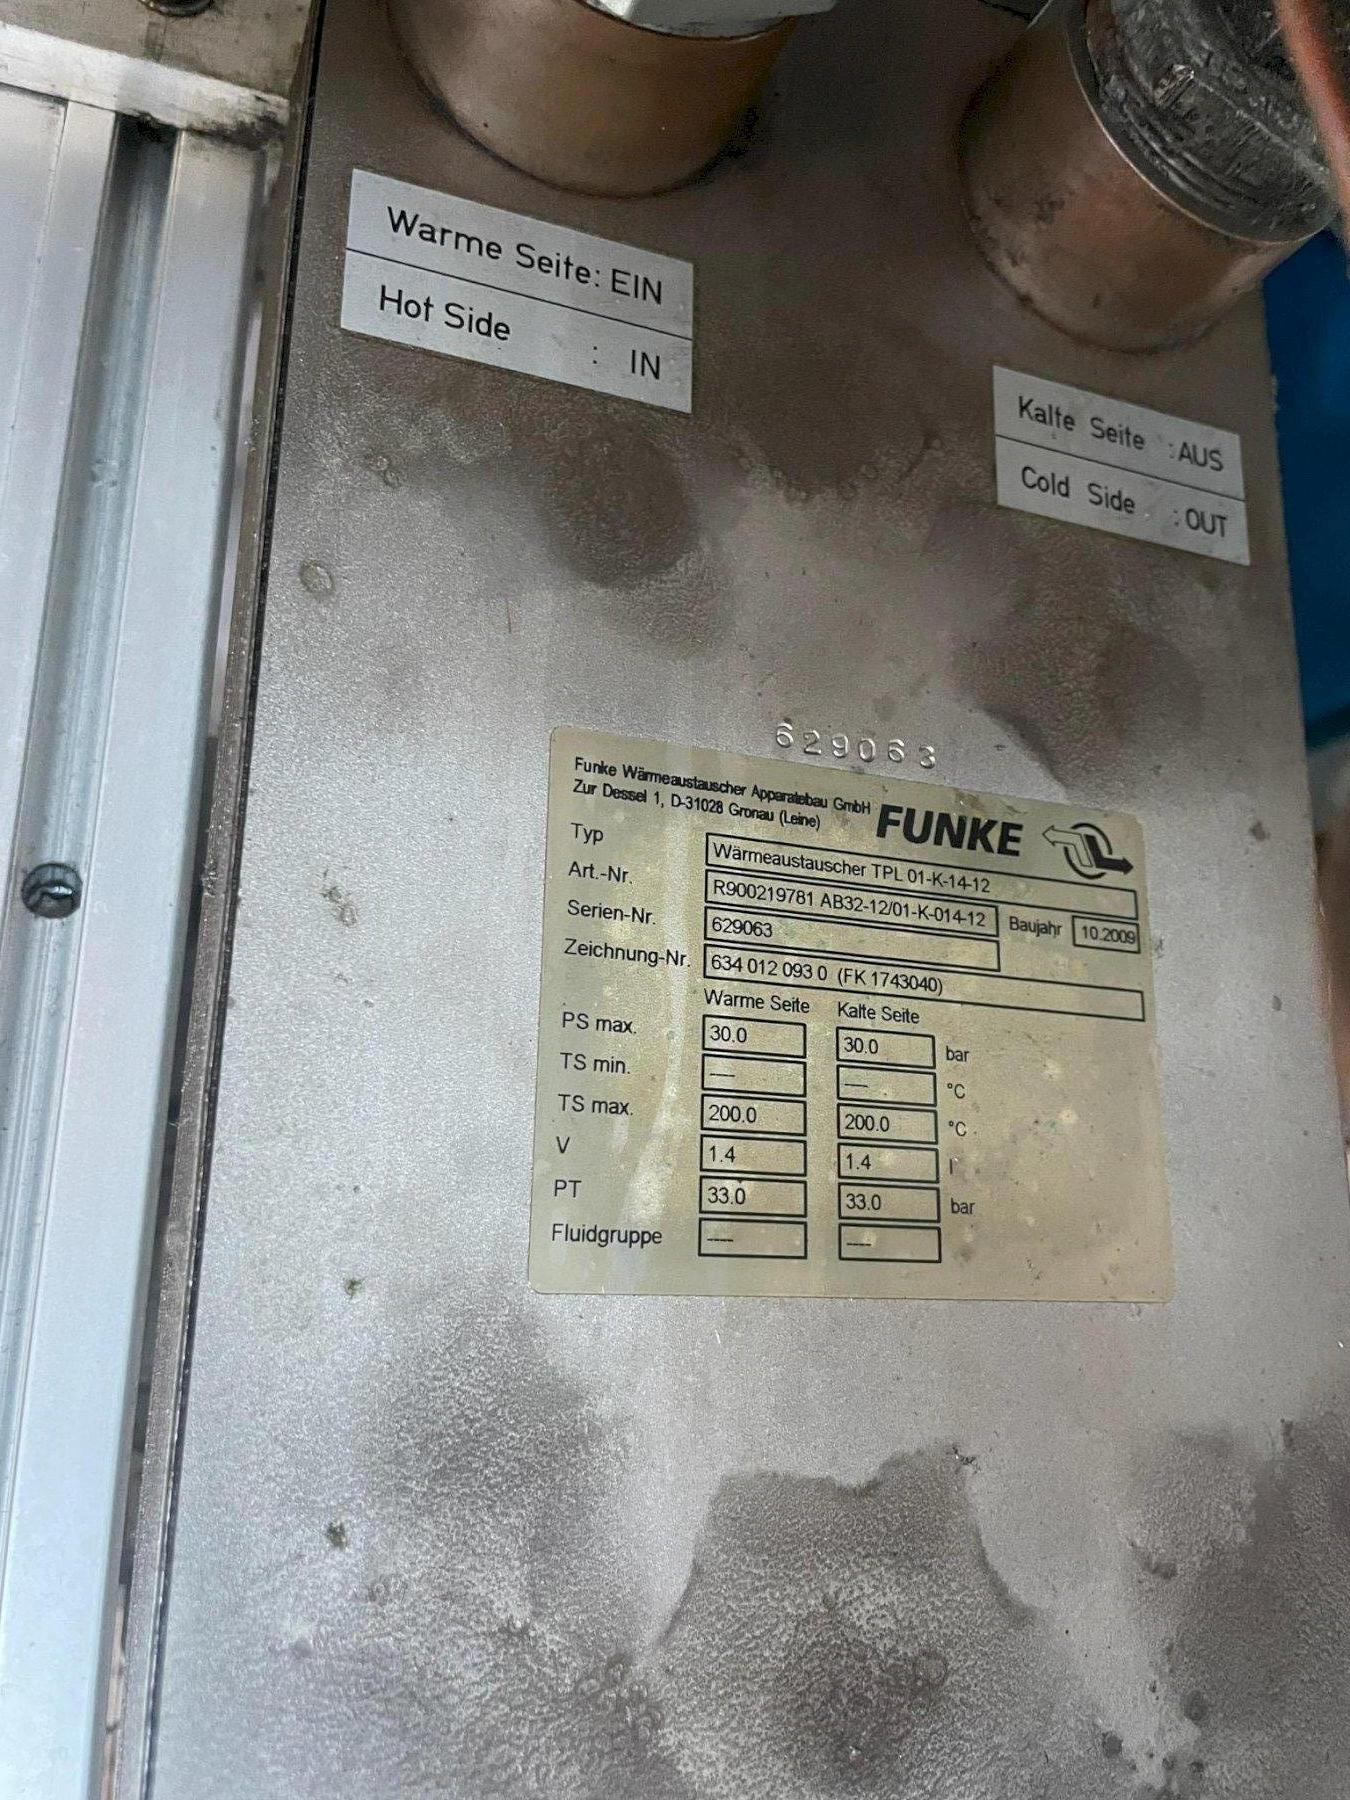 Warme Seite: EIN
Hot Side : IN
Kalte Seite : AUS
Cold Side : OUT
629063
Funke Wärmeaustauscher Apparatebau GmbH
Zur Dessel 1, D-31028 Gronau (Leine)
FUNKE
Typ Wärmeaustauscher TPL 01-K-14-12
Art.-Nr. R900219781 AB32-12/01-K-014-12 Baujahr 10.2009
Serien-Nr. 629063
Zeichnung-Nr. 634 012 093 0 (FK 1743040)
Warme Seite Kalte Seite
PS max. 30.0 30.0 bar
TS min. --- --- °C
TS max. 200.0 200.0 °C
V 1.4 1.4 l
PT 33.0 33.0 bar
Fluidgruppe --- ---